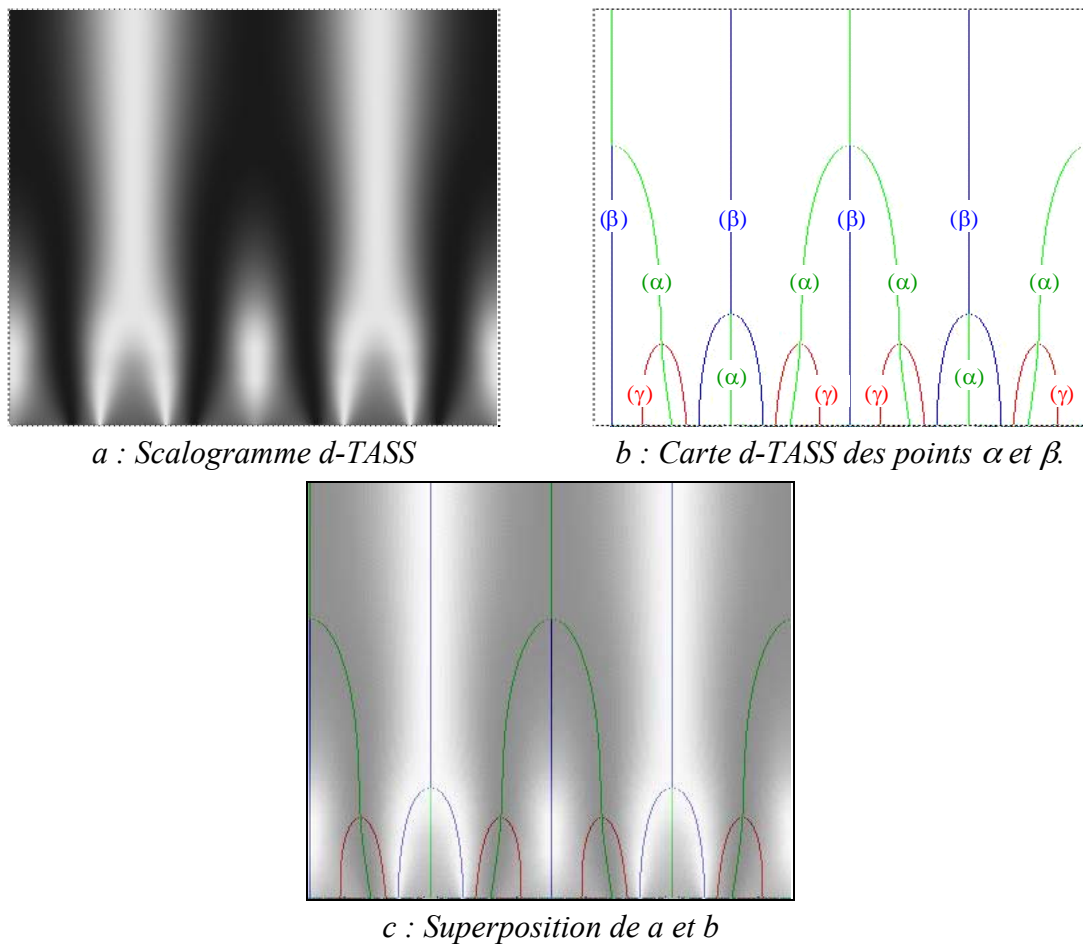 (β)
(β)
(β)
(β)
(α)
(α)
(α)
(α)
(α)
(α)
(γ)
(γ)
(γ)
(γ)
a : Scalogramme d-TASS
b : Carte d-TASS des points α et β.
c : Superposition de a et b